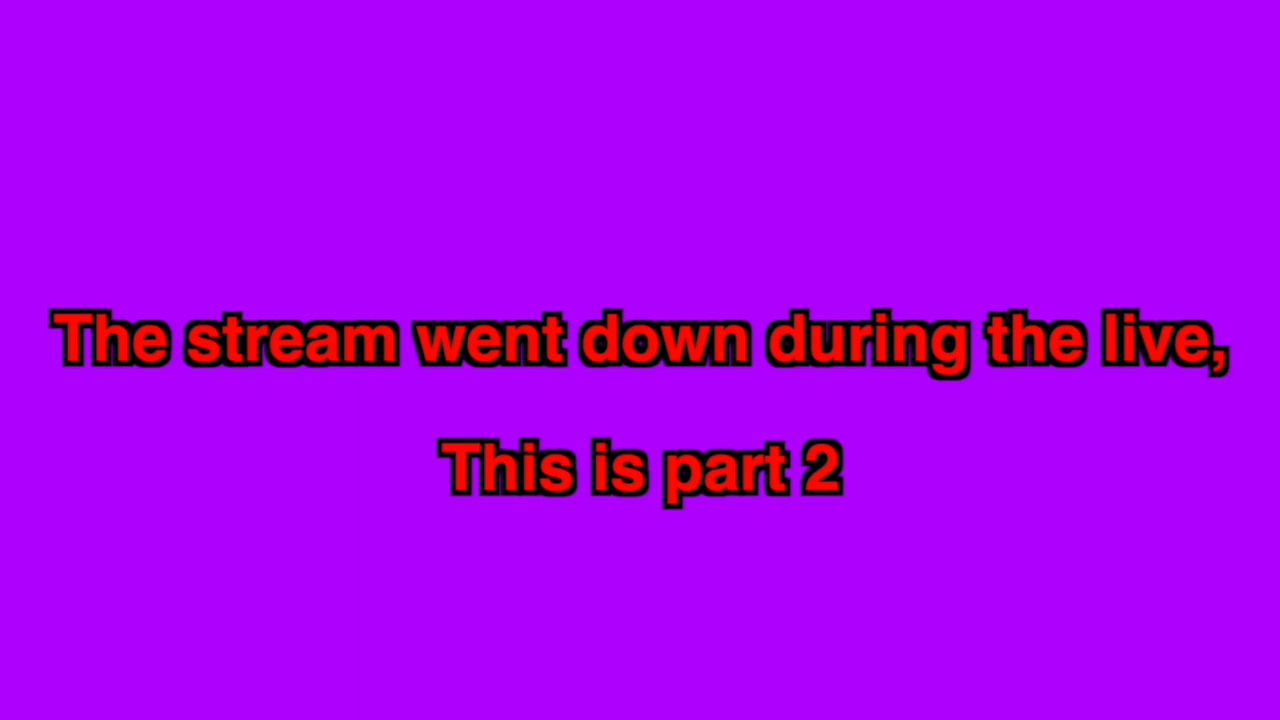 The stream went down during the live,
This is part 2